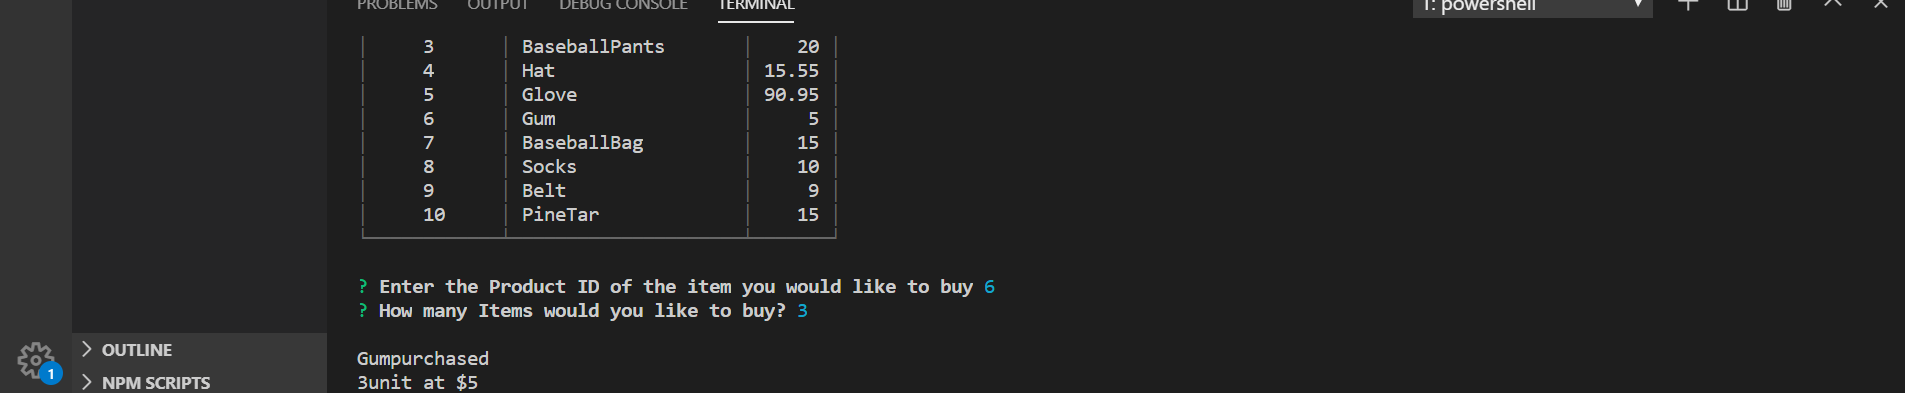 PROBLEMS OUTPUT DEBUG CONSOLE TERMINAL 1: powershell
3 BaseballPants 20
4 Hat 15.55
5 Glove 90.95
6 Gum 5
7 BaseballBag 15
8 Socks 10
9 Belt 9
10 PineTar 15
? Enter the Product ID of the item you would like to buy 6
? How many Items would you like to buy? 3
Gumpurchased
3unit at $5
OUTLINE
1
NPM SCRIPTS